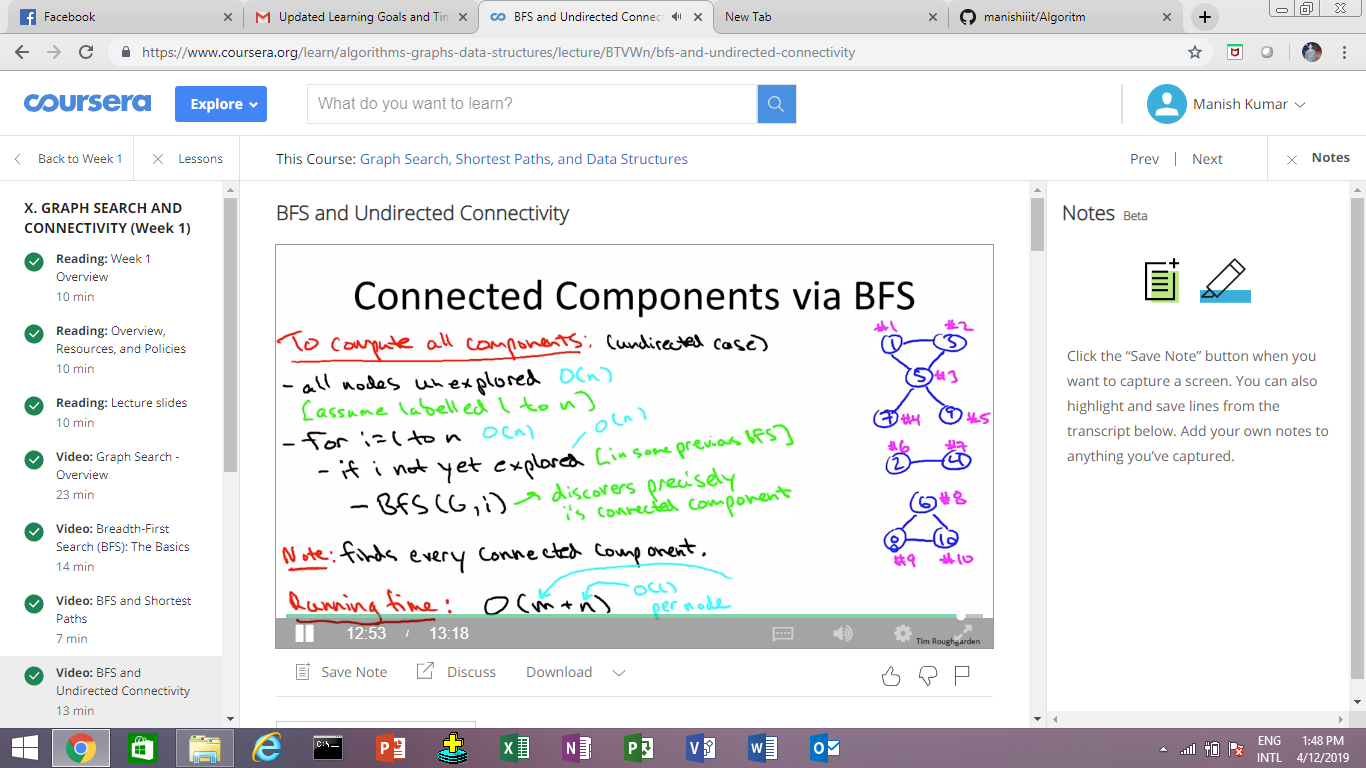 Facebook
Updated Learning Goals and Tim
BFS and Undirected Connec
New Tab
manishiiit/Algoritm
https://www.coursera.org/learn/algorithms-graphs-data-structures/lecture/BTVWn/bfs-and-undirected-connectivity
coursera
Explore
What do you want to learn?
Manish Kumar
Back to Week 1
Lessons
This Course: Graph Search, Shortest Paths, and Data Structures
Prev | Next
Notes
X. GRAPH SEARCH AND
CONNECTIVITY (Week 1)
Reading: Week 1
Overview
10 min
Reading: Overview,
Resources, and Policies
10 min
Reading: Lecture slides
10 min
Video: Graph Search -
Overview
23 min
Video: Breadth-First
Search (BFS): The Basics
14 min
Video: BFS and Shortest
Paths
7 min
Video: BFS and
Undirected Connectivity
13 min
BFS and Undirected Connectivity
Connected Components via BFS
To compute all components: (undirected case)
- all nodes unexplored O(n)
[assume labelled 1 to n]
- for i=1 to n O(n)
O(n)
- if i not yet explored [in some previous BFS]
- BFS(G,i) → discovers precisely
i's connected component
Note: finds every connected component.
Running time: O(m+n)
O(1)
per node
#1 #2
1 3
5 #3
7 #4 9 #5
#6 #7
2 4
6 #8
8 10
#9 #10
12:53 / 13:18
Tim Roughgarden
Save Note
Discuss
Download
Notes Beta
Click the “Save Note” button when you
want to capture a screen. You can also
highlight and save lines from the
transcript below. Add your own notes to
anything you’ve captured.
ENG
INTL
1:48 PM
4/12/2019